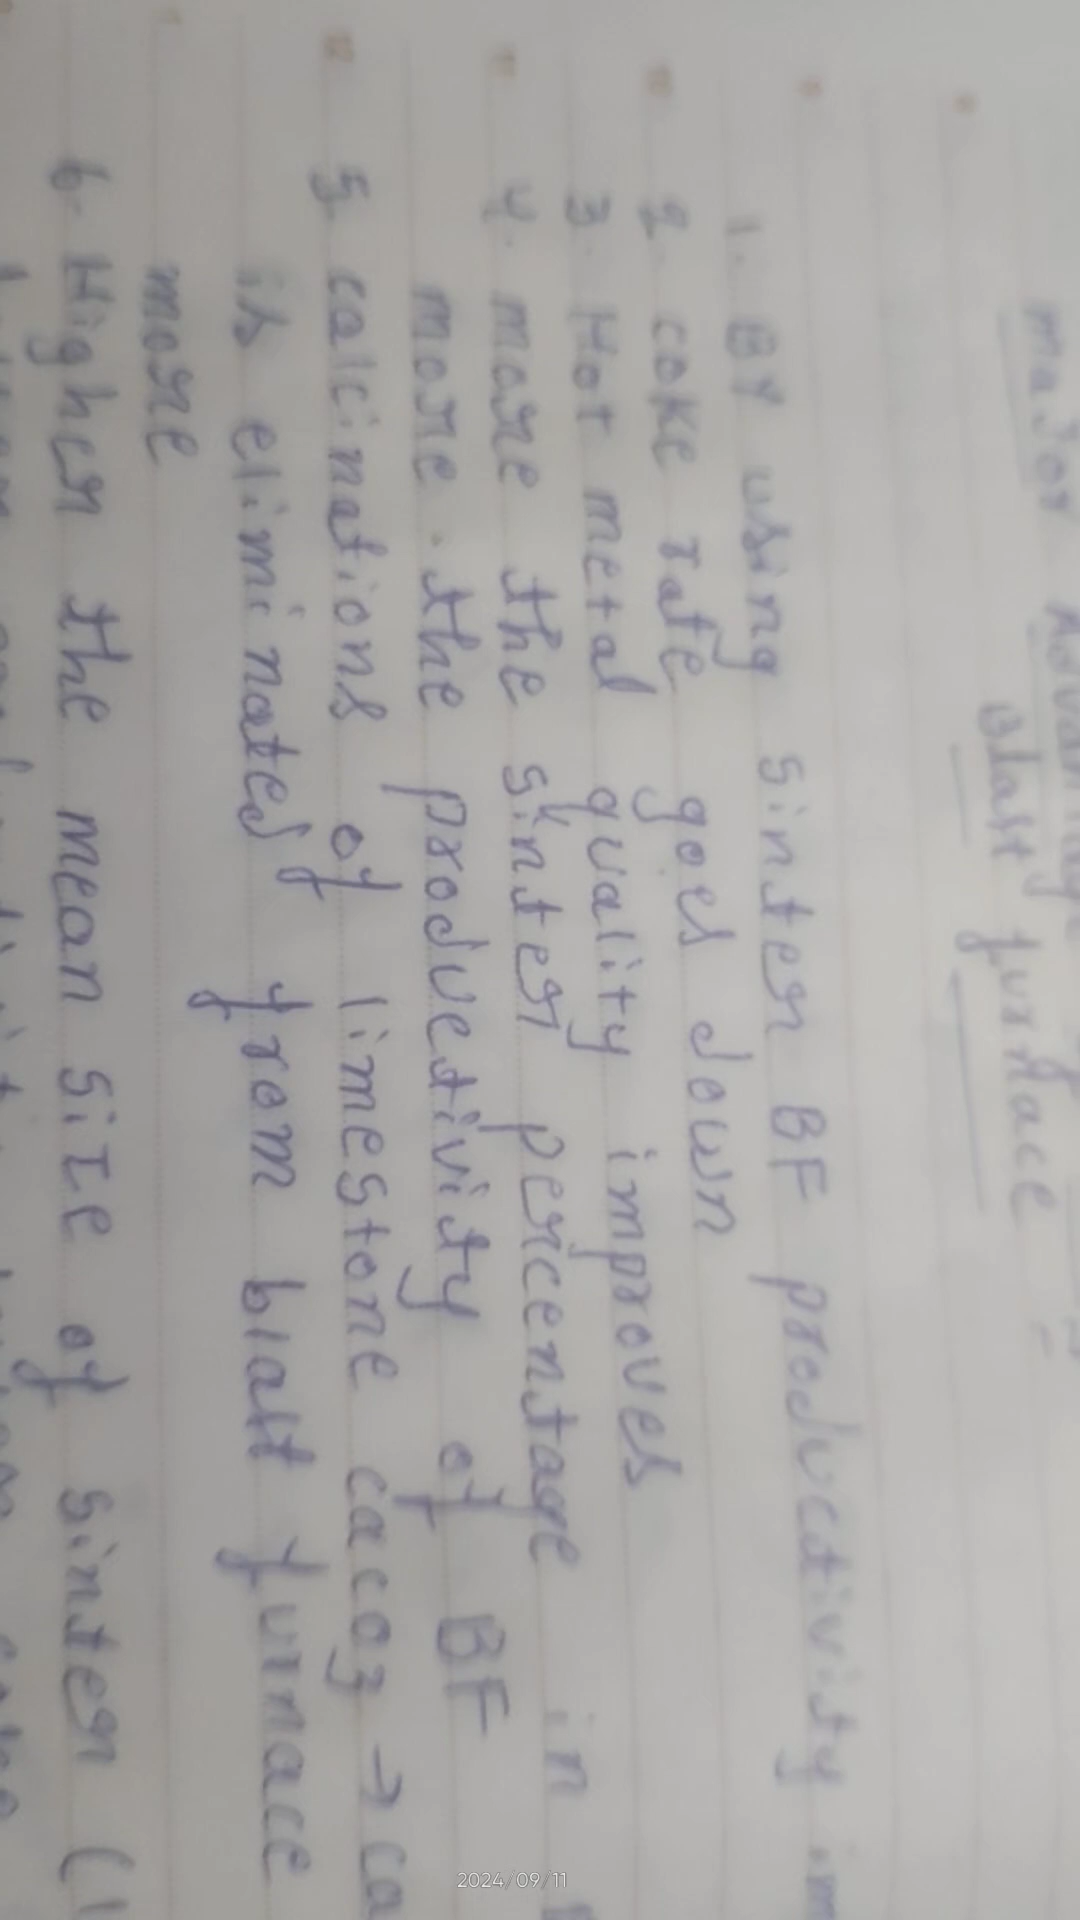 major Advantage
Blast furnace
1. BY using sinter BF productivity im
2. coke rate goes down
3. Hot metal quality improves
4. more the sinter percentage in
more. the productivity of BF
5. calcinations of limestone caco3 → ca
is eliminated from blast furnace
more
6. Higher the mean size of sinter (
2024/09/11